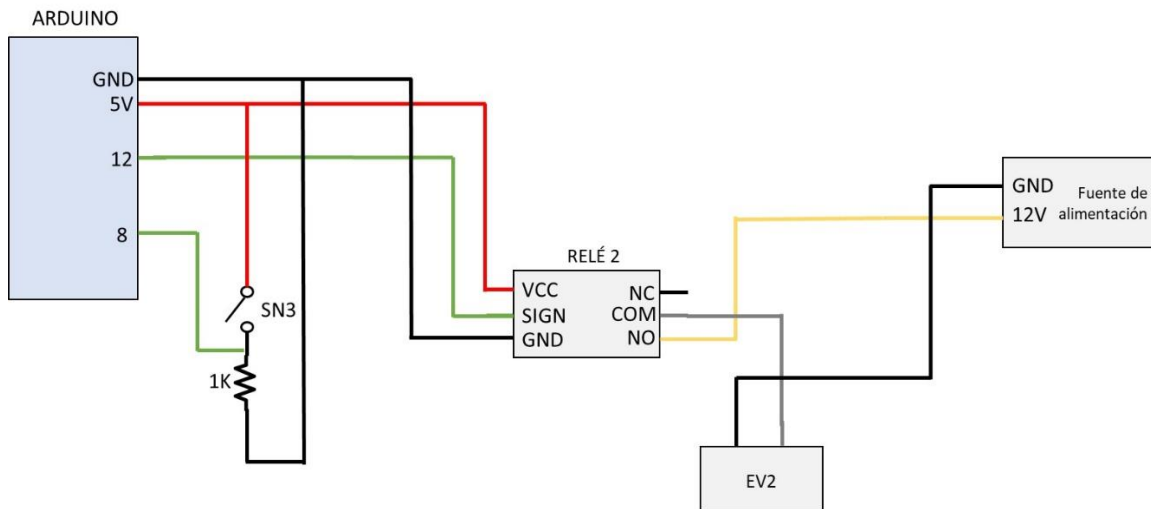 ARDUINO
GND
5V
12
8
SN3
1K
RELÉ 2
VCC
SIGN
GND
NC
COM
NO
GND
12V
Fuente de
alimentación
EV2